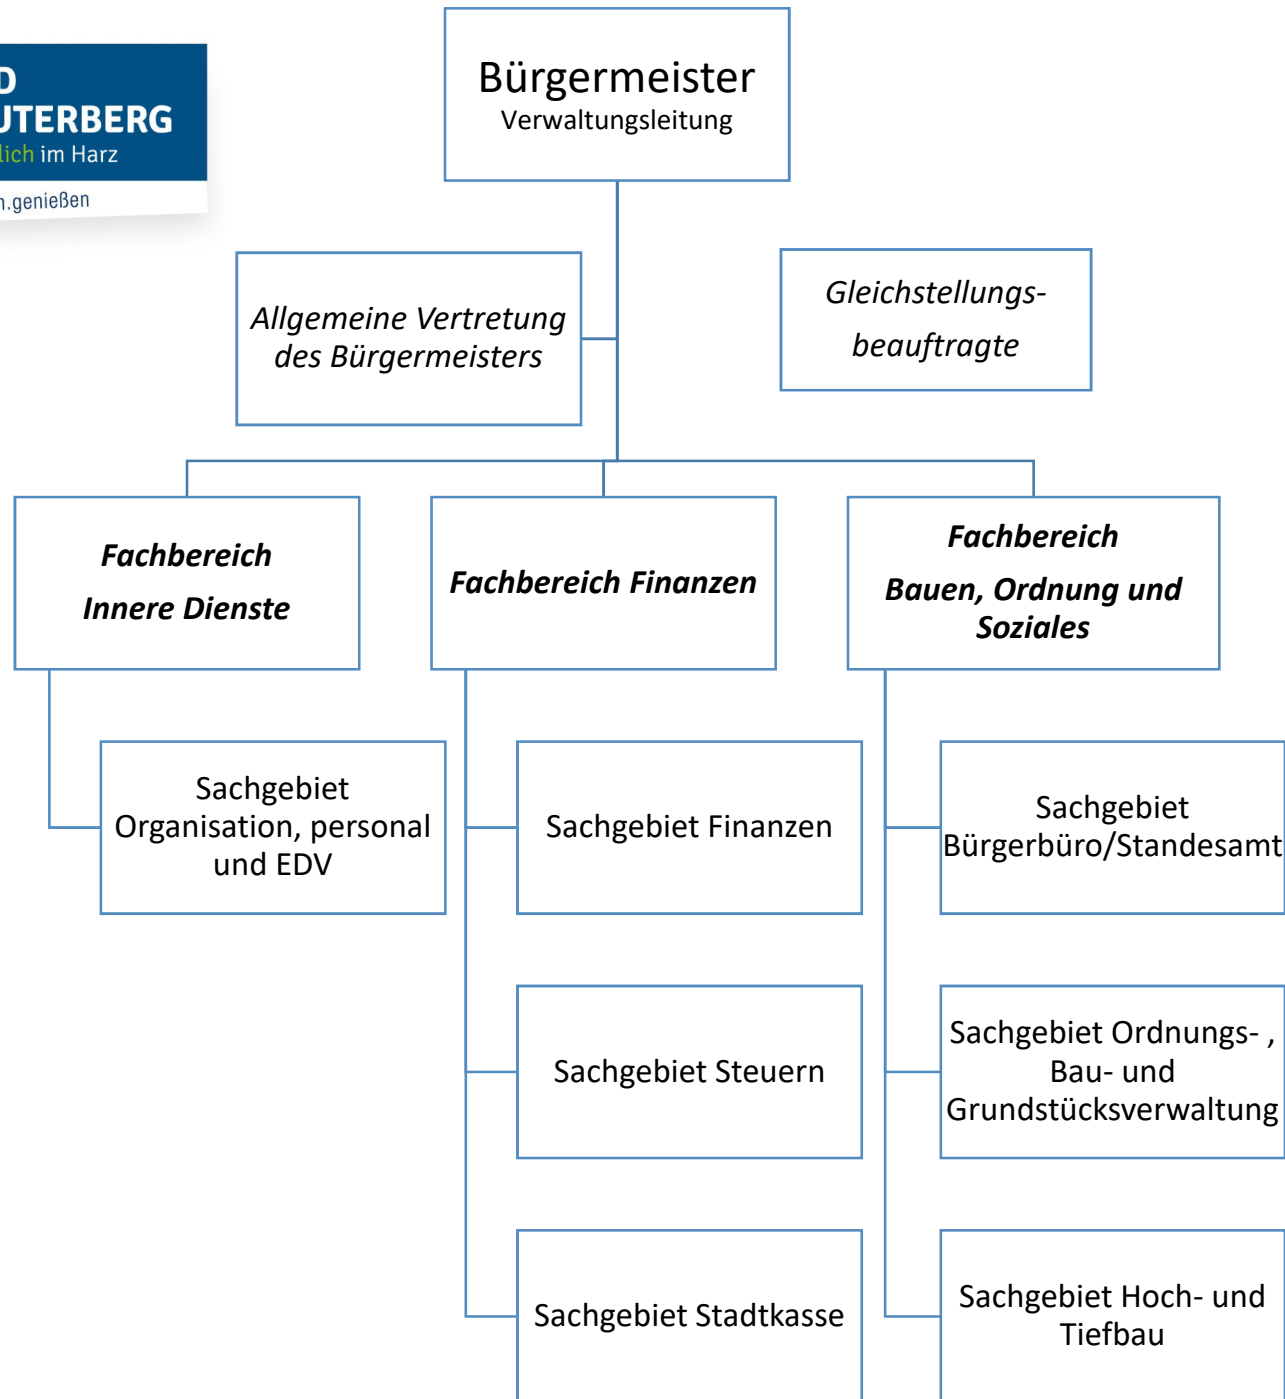 D
UTERBERG
lich im Harz
n.genießen
Bürgermeister
Verwaltungsleitung
Allgemeine Vertretung
des Bürgermeisters
Gleichstellungs-
beauftragte
Fachbereich
Innere Dienste
Fachbereich Finanzen
Fachbereich
Bauen, Ordnung und
Soziales
Sachgebiet
Organisation, personal
und EDV
Sachgebiet Finanzen
Sachgebiet
Bürgerbüro/Standesamt
Sachgebiet Steuern
Sachgebiet Ordnungs- ,
Bau- und
Grundstücksverwaltung
Sachgebiet Stadtkasse
Sachgebiet Hoch- und
Tiefbau